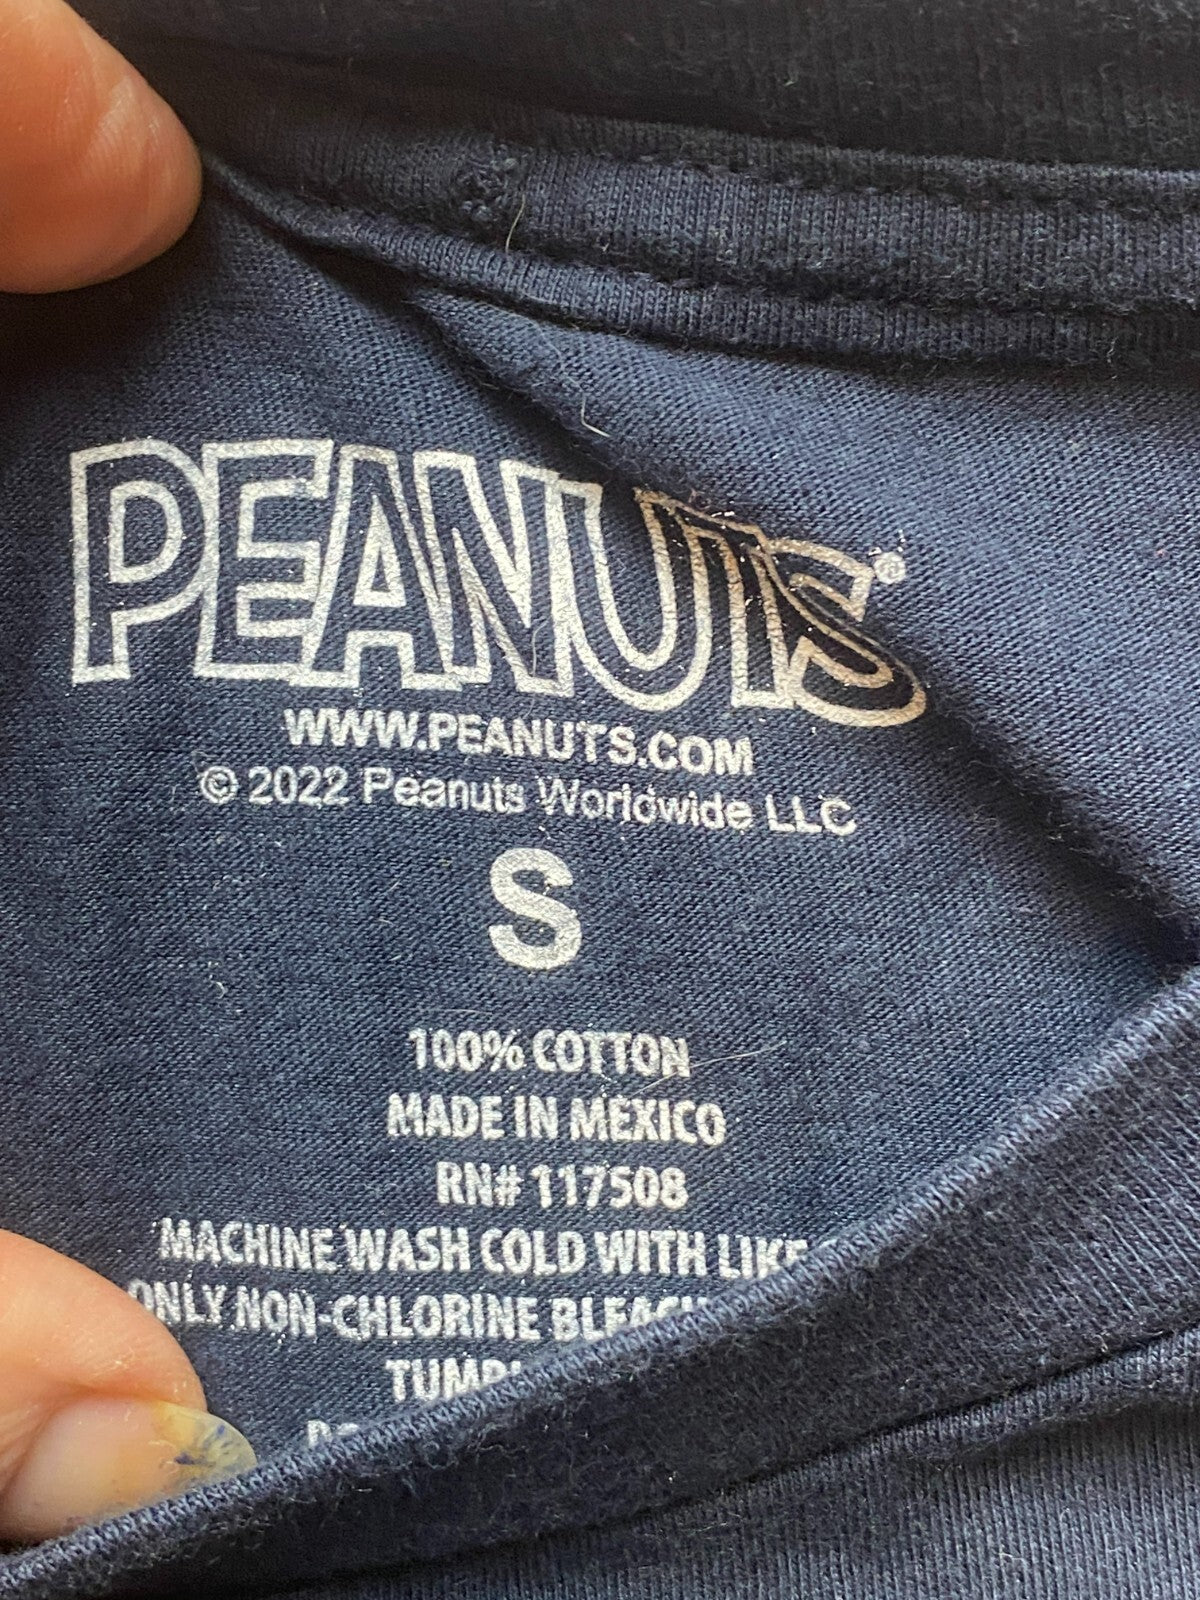 PEANUTS®
WWW.PEANUTS.COM
© 2022 Peanuts Worldwide LLC
S
100% COTTON
MADE IN MEXICO
RN# 117508
MACHINE WASH COLD WITH LIKE
ONLY NON-CHLORINE